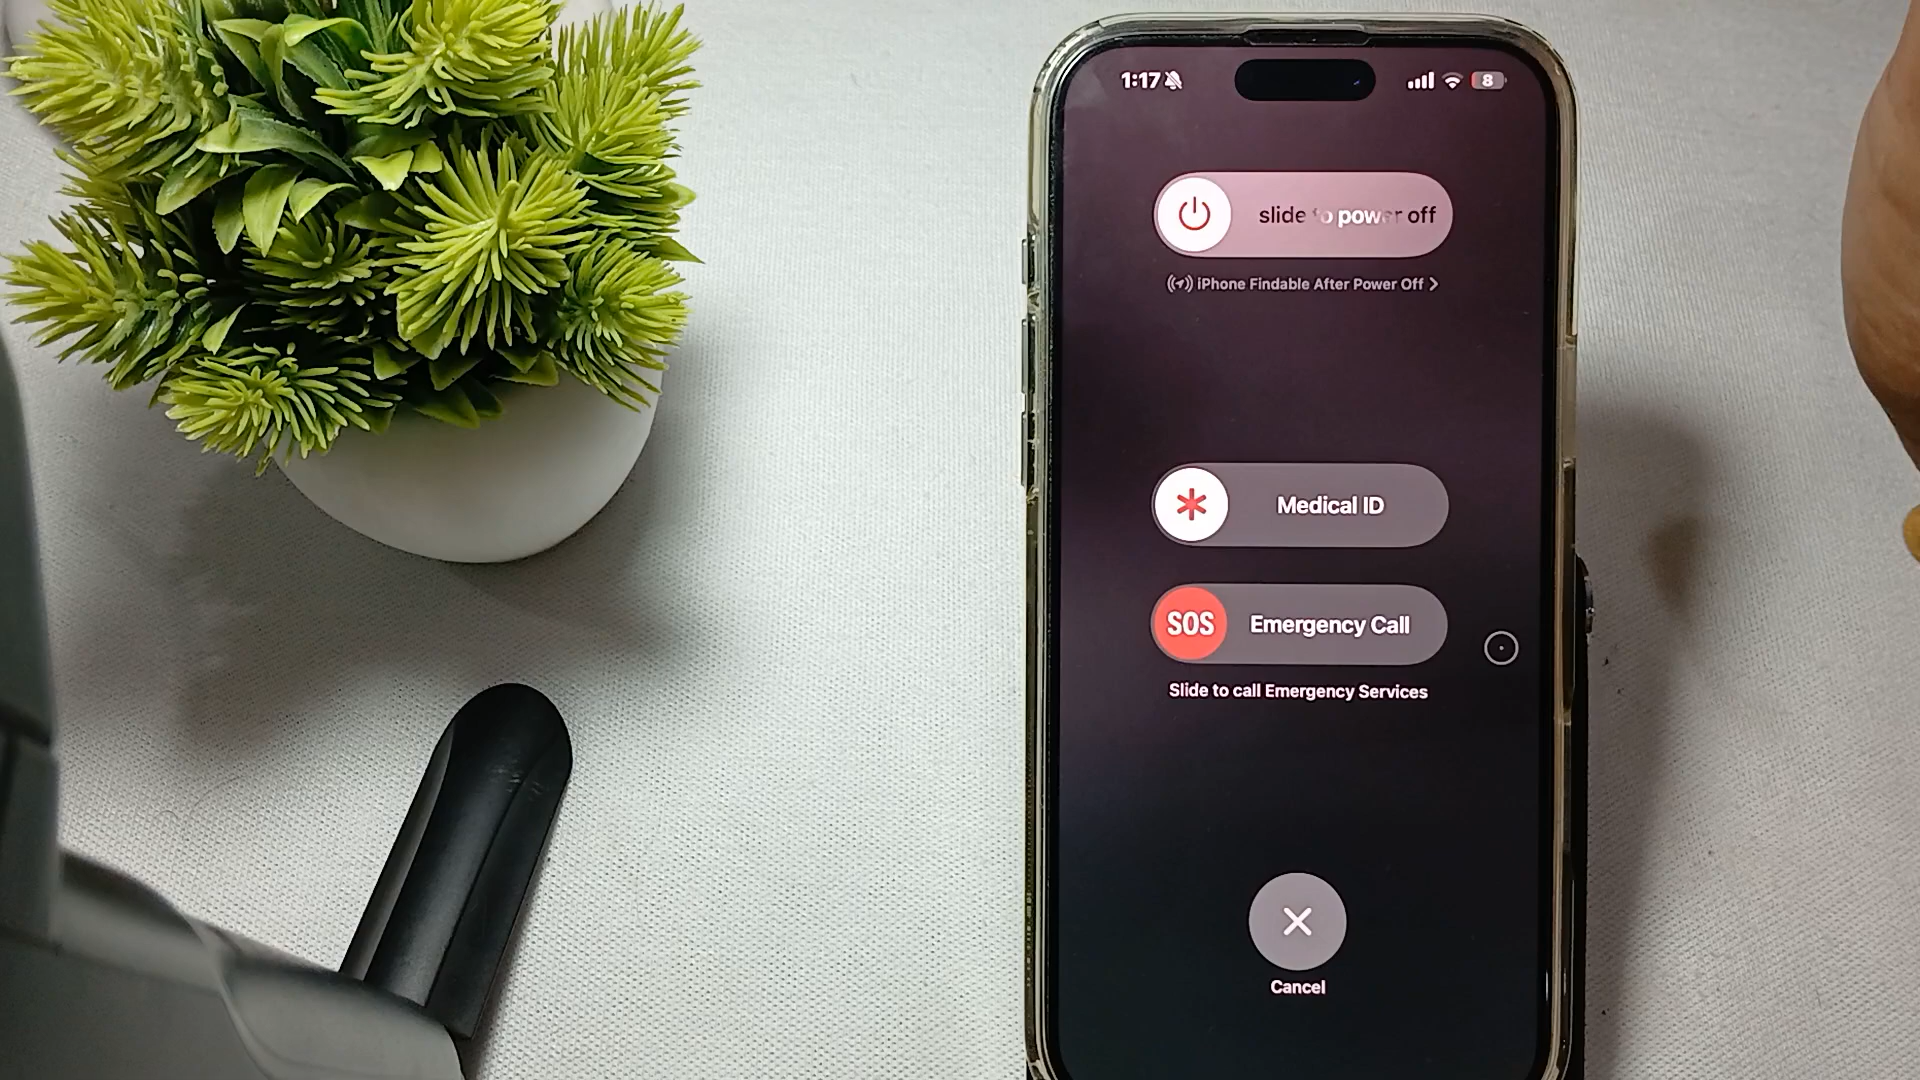 1:17
8
slide to power off
iPhone Findable After Power Off
Medical ID
SOS Emergency Call
Slide to call Emergency Services
Cancel